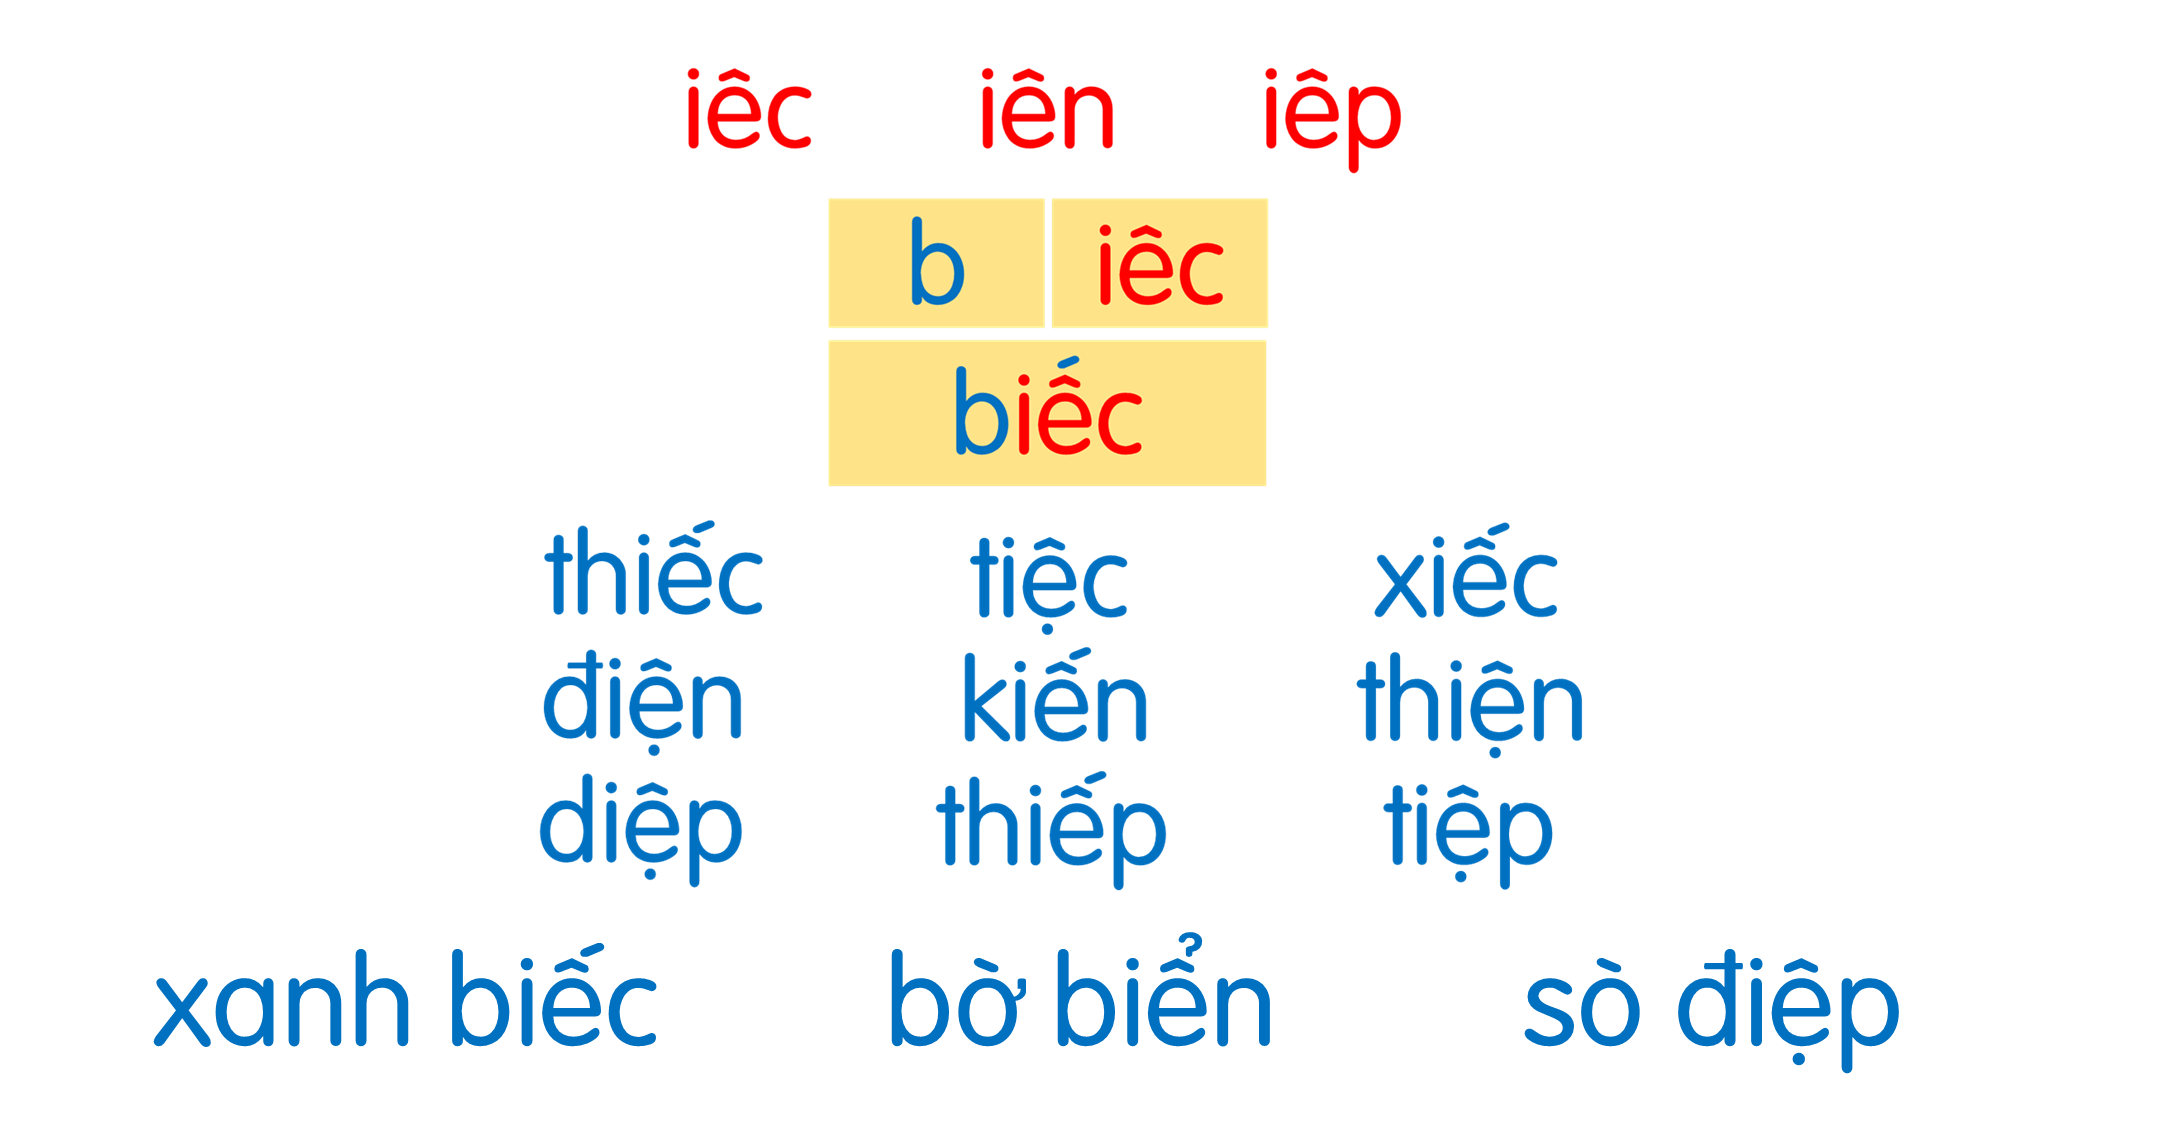 iêc iên iêp
b iêc
biếc
thiếc tiệc xiếc
điện kiến thiện
diệp thiếp tiệp
xanh biếc bờ biển sò điệp